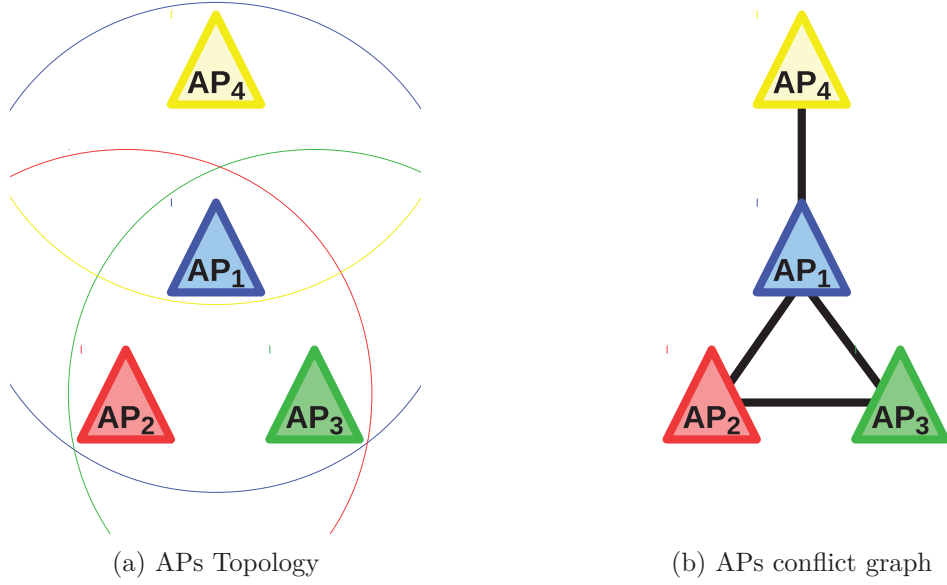 AP4
AP4
AP1
AP1
AP2
AP3
AP2
AP3
(a) APs Topology
(b) APs conflict graph